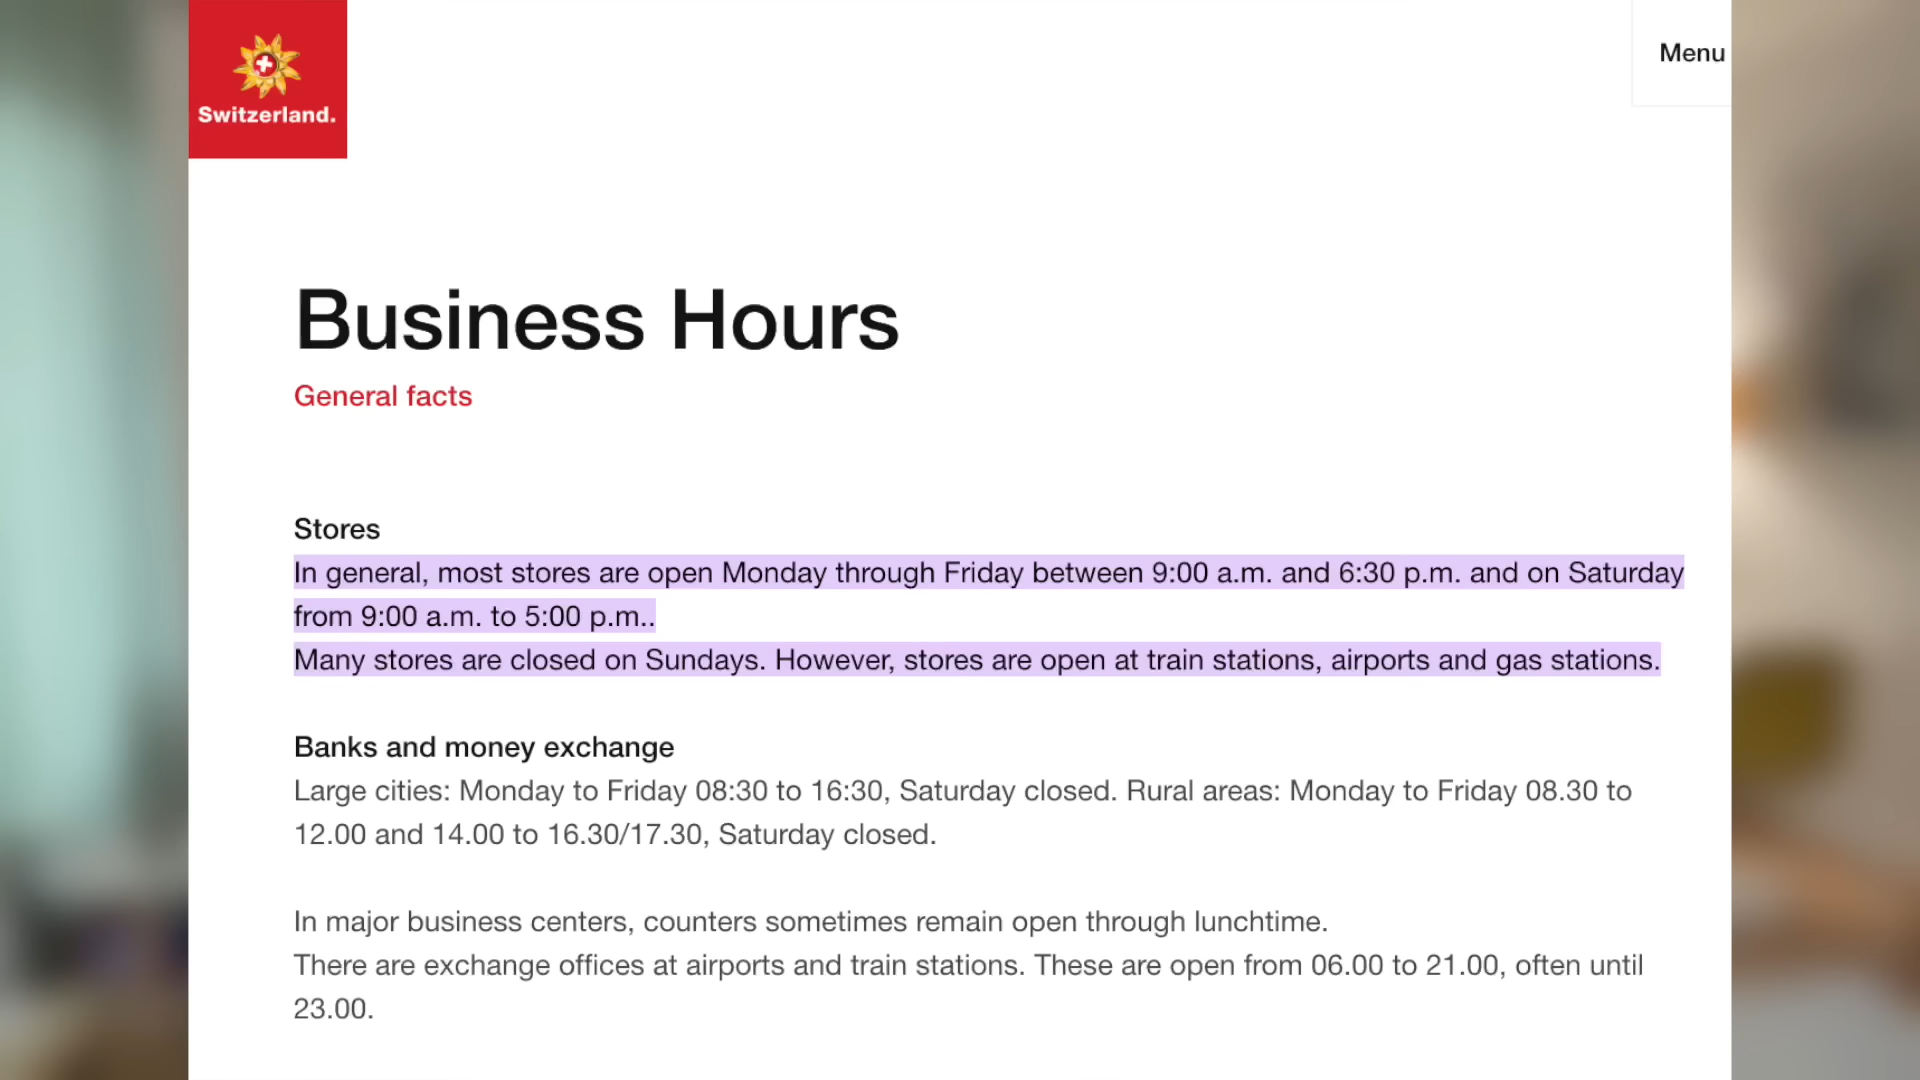 Switzerland.
Menu
Business Hours
General facts
Stores
In general, most stores are open Monday through Friday between 9:00 a.m. and 6:30 p.m. and on Saturday
from 9:00 a.m. to 5:00 p.m..
Many stores are closed on Sundays. However, stores are open at train stations, airports and gas stations.
Banks and money exchange
Large cities: Monday to Friday 08:30 to 16:30, Saturday closed. Rural areas: Monday to Friday 08.30 to
12.00 and 14.00 to 16.30/17.30, Saturday closed.
In major business centers, counters sometimes remain open through lunchtime.
There are exchange offices at airports and train stations. These are open from 06.00 to 21.00, often until
23.00.